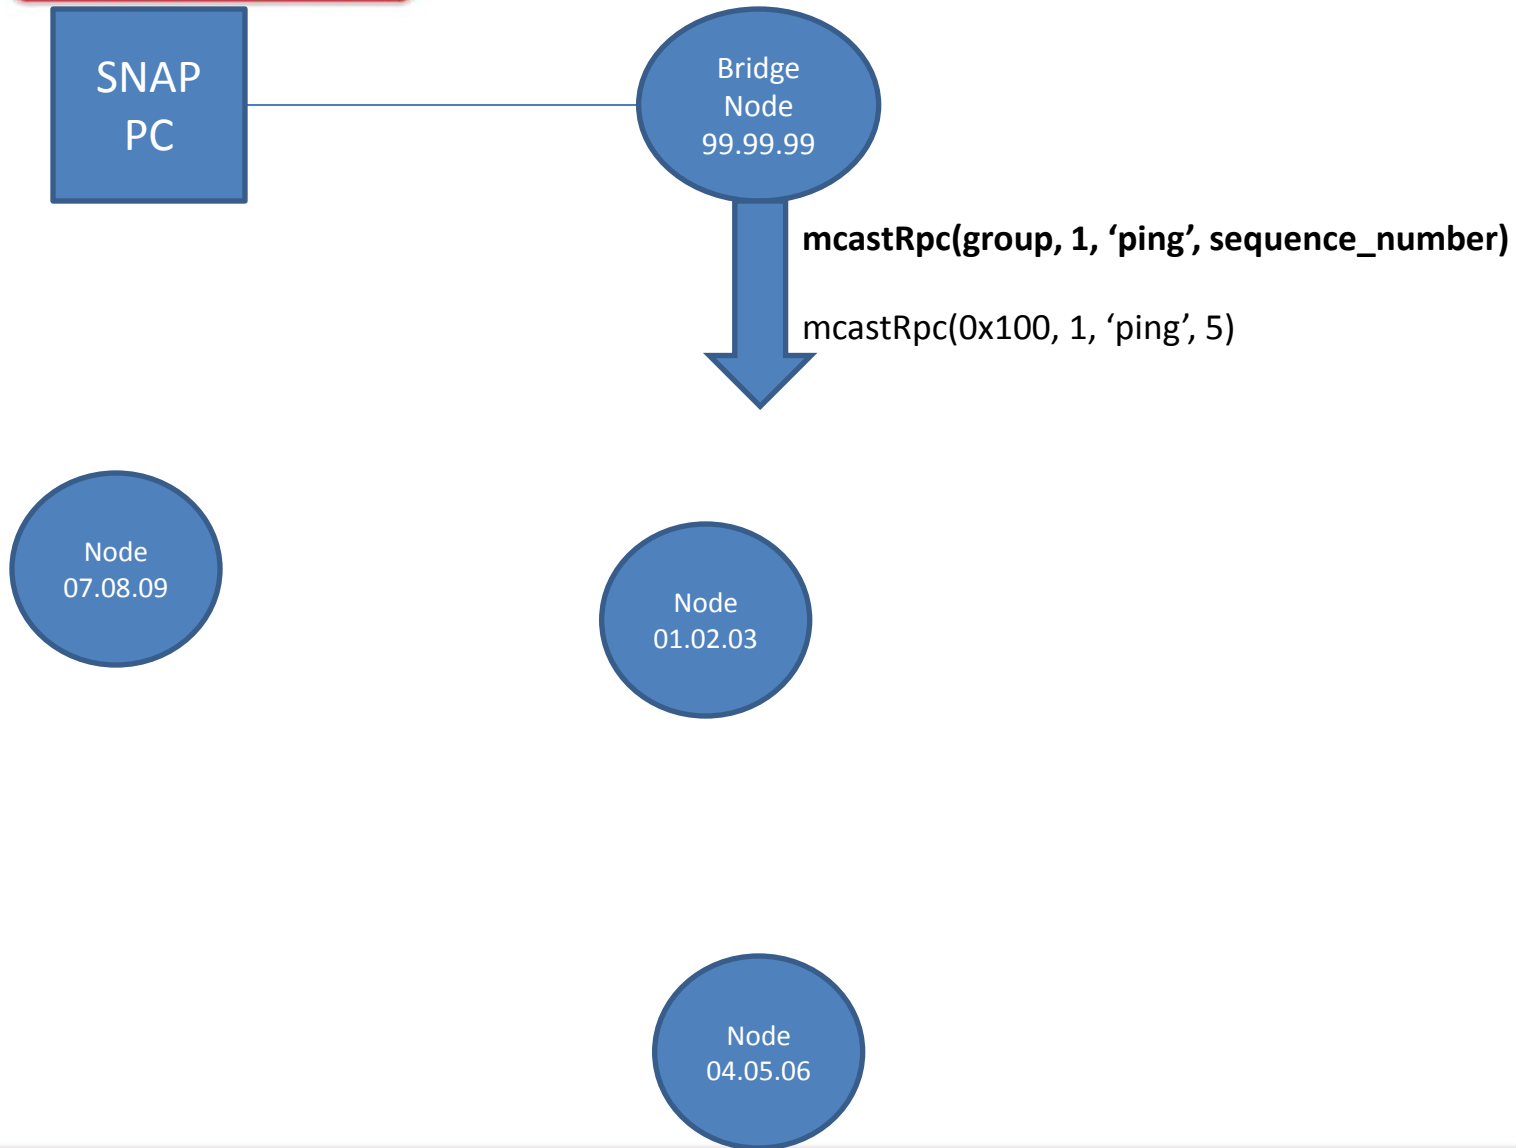 SNAP
PC
Bridge
Node
99.99.99
mcastRpc(group, 1, ‘ping’, sequence_number)
mcastRpc(0x100, 1, ‘ping’, 5)
Node
07.08.09
Node
01.02.03
Node
04.05.06